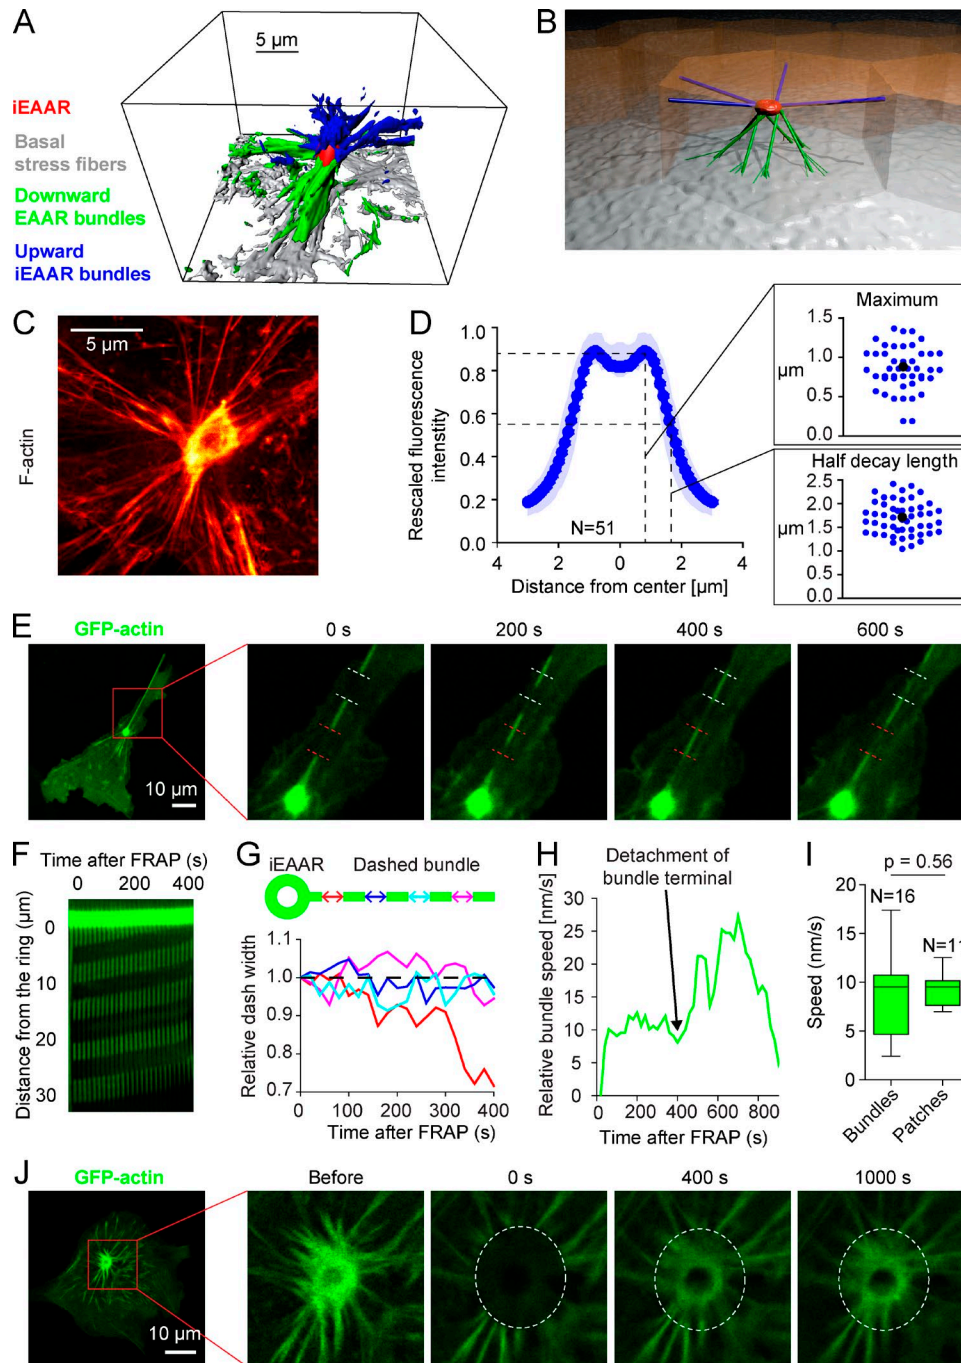 A
5 µm
iEAAR
Basal
stress fibers
Downward
EAAR bundles
Upward
iEAAR bundles
B
C
5 µm
F-actin
D
Rescaled fluorescence
intenstity
1.0
0.8
0.6
0.4
0.2
0.0
N=51
4 2 0 2 4
Distance from center [µm]
Maximum
1.5
1.0
0.5
0.0
µm
Half decay length
2.5
2.0
1.5
1.0
0.5
0.0
µm
E
GFP-actin
0 s
200 s
400 s
600 s
10 µm
F
Time after FRAP (s)
0 200 400
Distance from the ring (µm)
0
10
20
30
G
iEAAR
Dashed bundle
Relative dash width
1.1
1.0
0.9
0.8
0.7
0 100 200 300 400
Time after FRAP (s)
H
Detachment of
bundle terminal
Relative bundle speed [nm/s]
30
25
20
15
10
5
0
0 200 400 600 800
Time after FRAP (s)
I
p = 0.56
N=16
N=11
Speed (nm/s)
20
15
10
5
0
Bundles
Patches
J
GFP-actin
Before
0 s
400 s
1000 s
10 µm